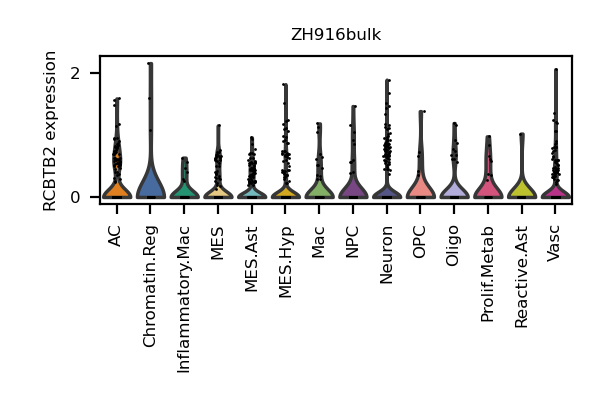 ZH916bulk
RCBTB2 expression
2
0
AC
Chromatin.Reg
Inflammatory.Mac
MES
MES.Ast
MES.Hyp
Mac
NPC
Neuron
OPC
Oligo
Prolif.Metab
Reactive.Ast
Vasc